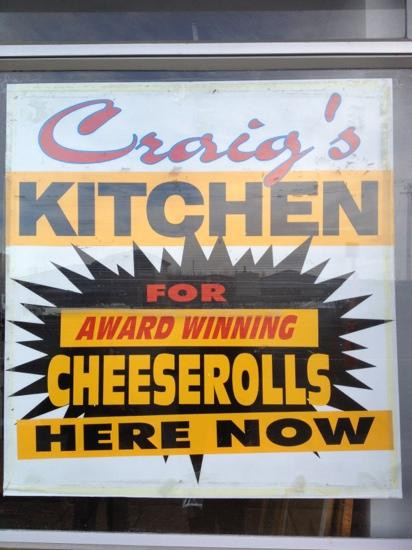 Craig's
KITCHEN
FOR
AWARD WINNING
CHEESEROLLS
HERE NOW